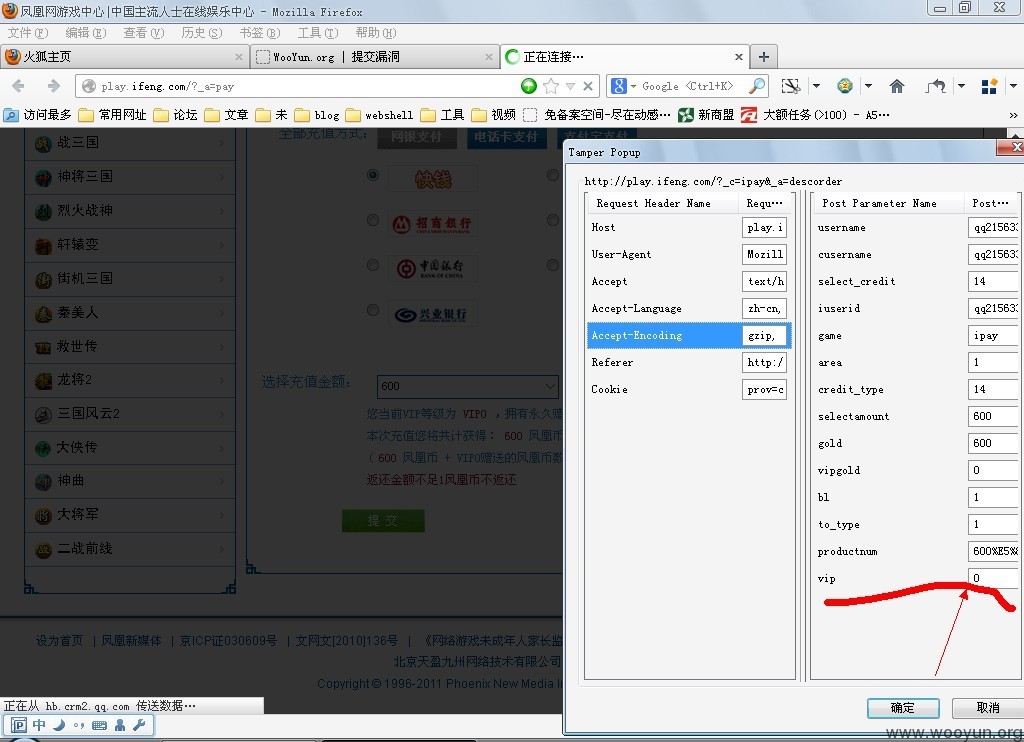 凤凰网游戏中心|中国主流人士在线娱乐中心 - Mozilla Firefox
文件(F) 编辑(E) 查看(V) 历史(S) 书签(B) 工具(T) 帮助(H)
火狐主页 WooYun.org | 提交漏洞 正在连接…
play.ifeng.com/?_a=pay Google <Ctrl+K>
访问最多 常用网址 论坛 文章 未 blog webshell 工具 视频 免备案空间-尽在动感… 新商盟 大额任务(>100) - A5…
战三国
神将三国
烈火战神
轩辕变
街机三国
秦美人
救世传
龙将2
三国风云2
大侠传
神曲
大将军
二战前线
全部充值方式:
网银支付 电话卡支付 支付宝支付
快钱
招商银行
CHINA MERCHANTS BANK
中国银行
BANK OF CHINA
兴业银行
选择充值金额: 600
您当前VIP等级为 VIP0 ,拥有永久赠
本次充值您将共计获得: 600 凤凰币
( 600 凤凰币 + VIP0赠送的凤凰币数
返还金额不足1凤凰币不返还
提 交
设为首页 | 凤凰新媒体 | 京ICP证030609号 | 文网文[2010]136号 | 《网络游戏未成年人家长监
北京天盈九州网络技术有限公司
Copyright © 1996-2011 Phoenix New Media
正在从 hb.crm2.qq.com 传送数据…
中
Tamper Popup
http://play.ifeng.com/?_c=ipay&_a=descorder
Request Header Name Requ…
Host play.i
User-Agent Mozill
Accept text/h
Accept-Language zh-cn,
Accept-Encoding gzip,
Referer http:/
Cookie prov=c
Post Parameter Name Post…
username qq21563
cusername qq21563
select_credit 14
iuserid qq21563
game ipay
area 1
credit_type 14
selectamount 600
gold 600
vipgold 0
bl 1
to_type 1
productnum 600%E5%
vip 0
确定 取消
www.wooyun.org